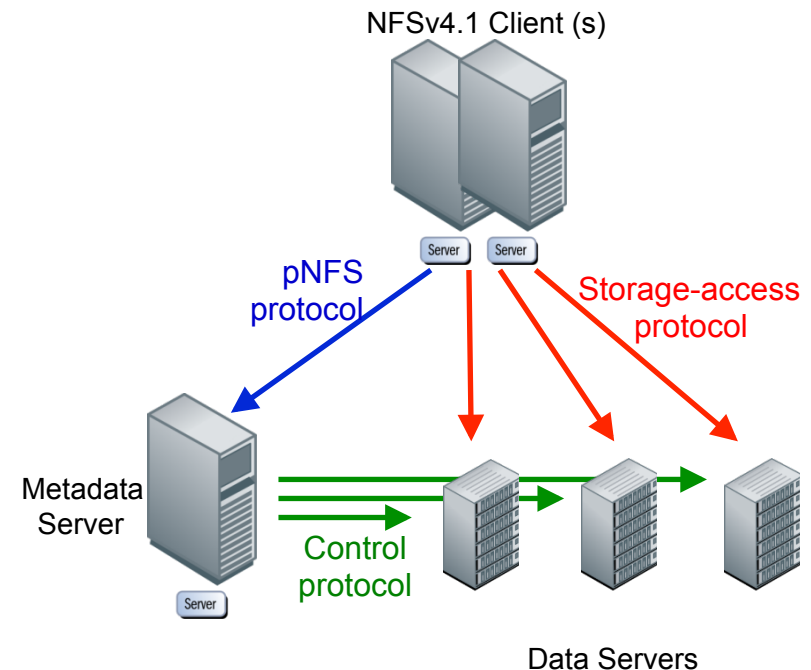 NFSv4.1 Client (s)
Server
Server
pNFS
protocol
Storage-access
protocol
Metadata
Server
Control
protocol
Server
Data Servers